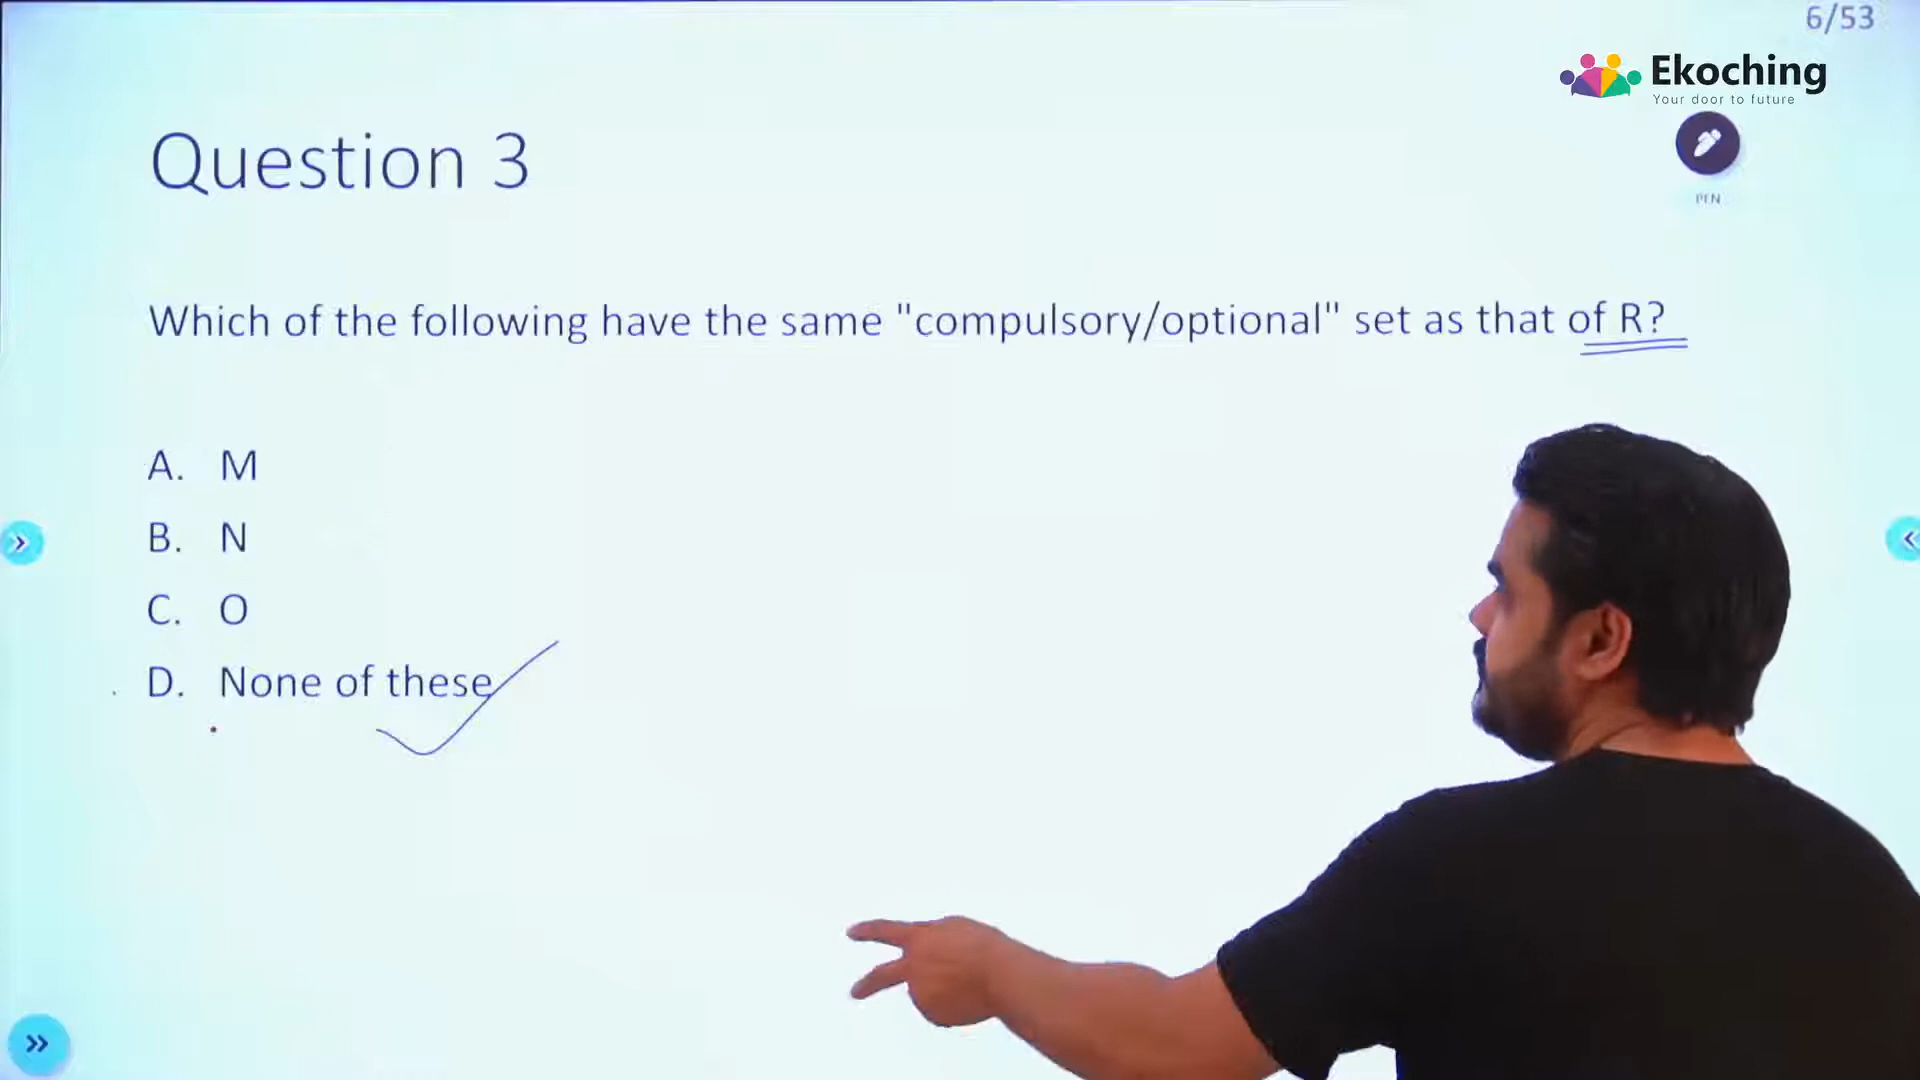 6/53
Ekoching
Your door to future
Question 3
PEN
Which of the following have the same "compulsory/optional" set as that of R?
A. M
B. N
C. O
D. None of these